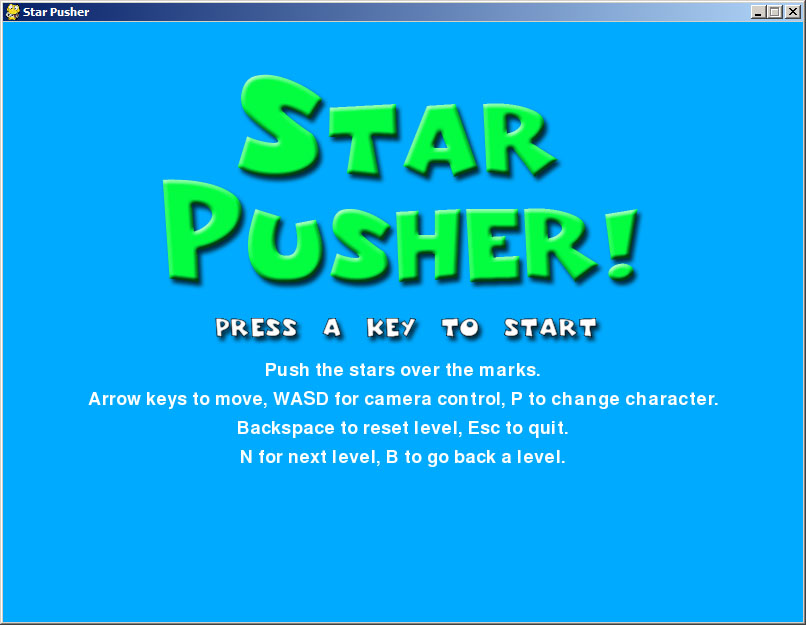 Star Pusher
STAR
PUSHER!
PRESS A KEY TO START
Push the stars over the marks.
Arrow keys to move, WASD for camera control, P to change character.
Backspace to reset level, Esc to quit.
N for next level, B to go back a level.